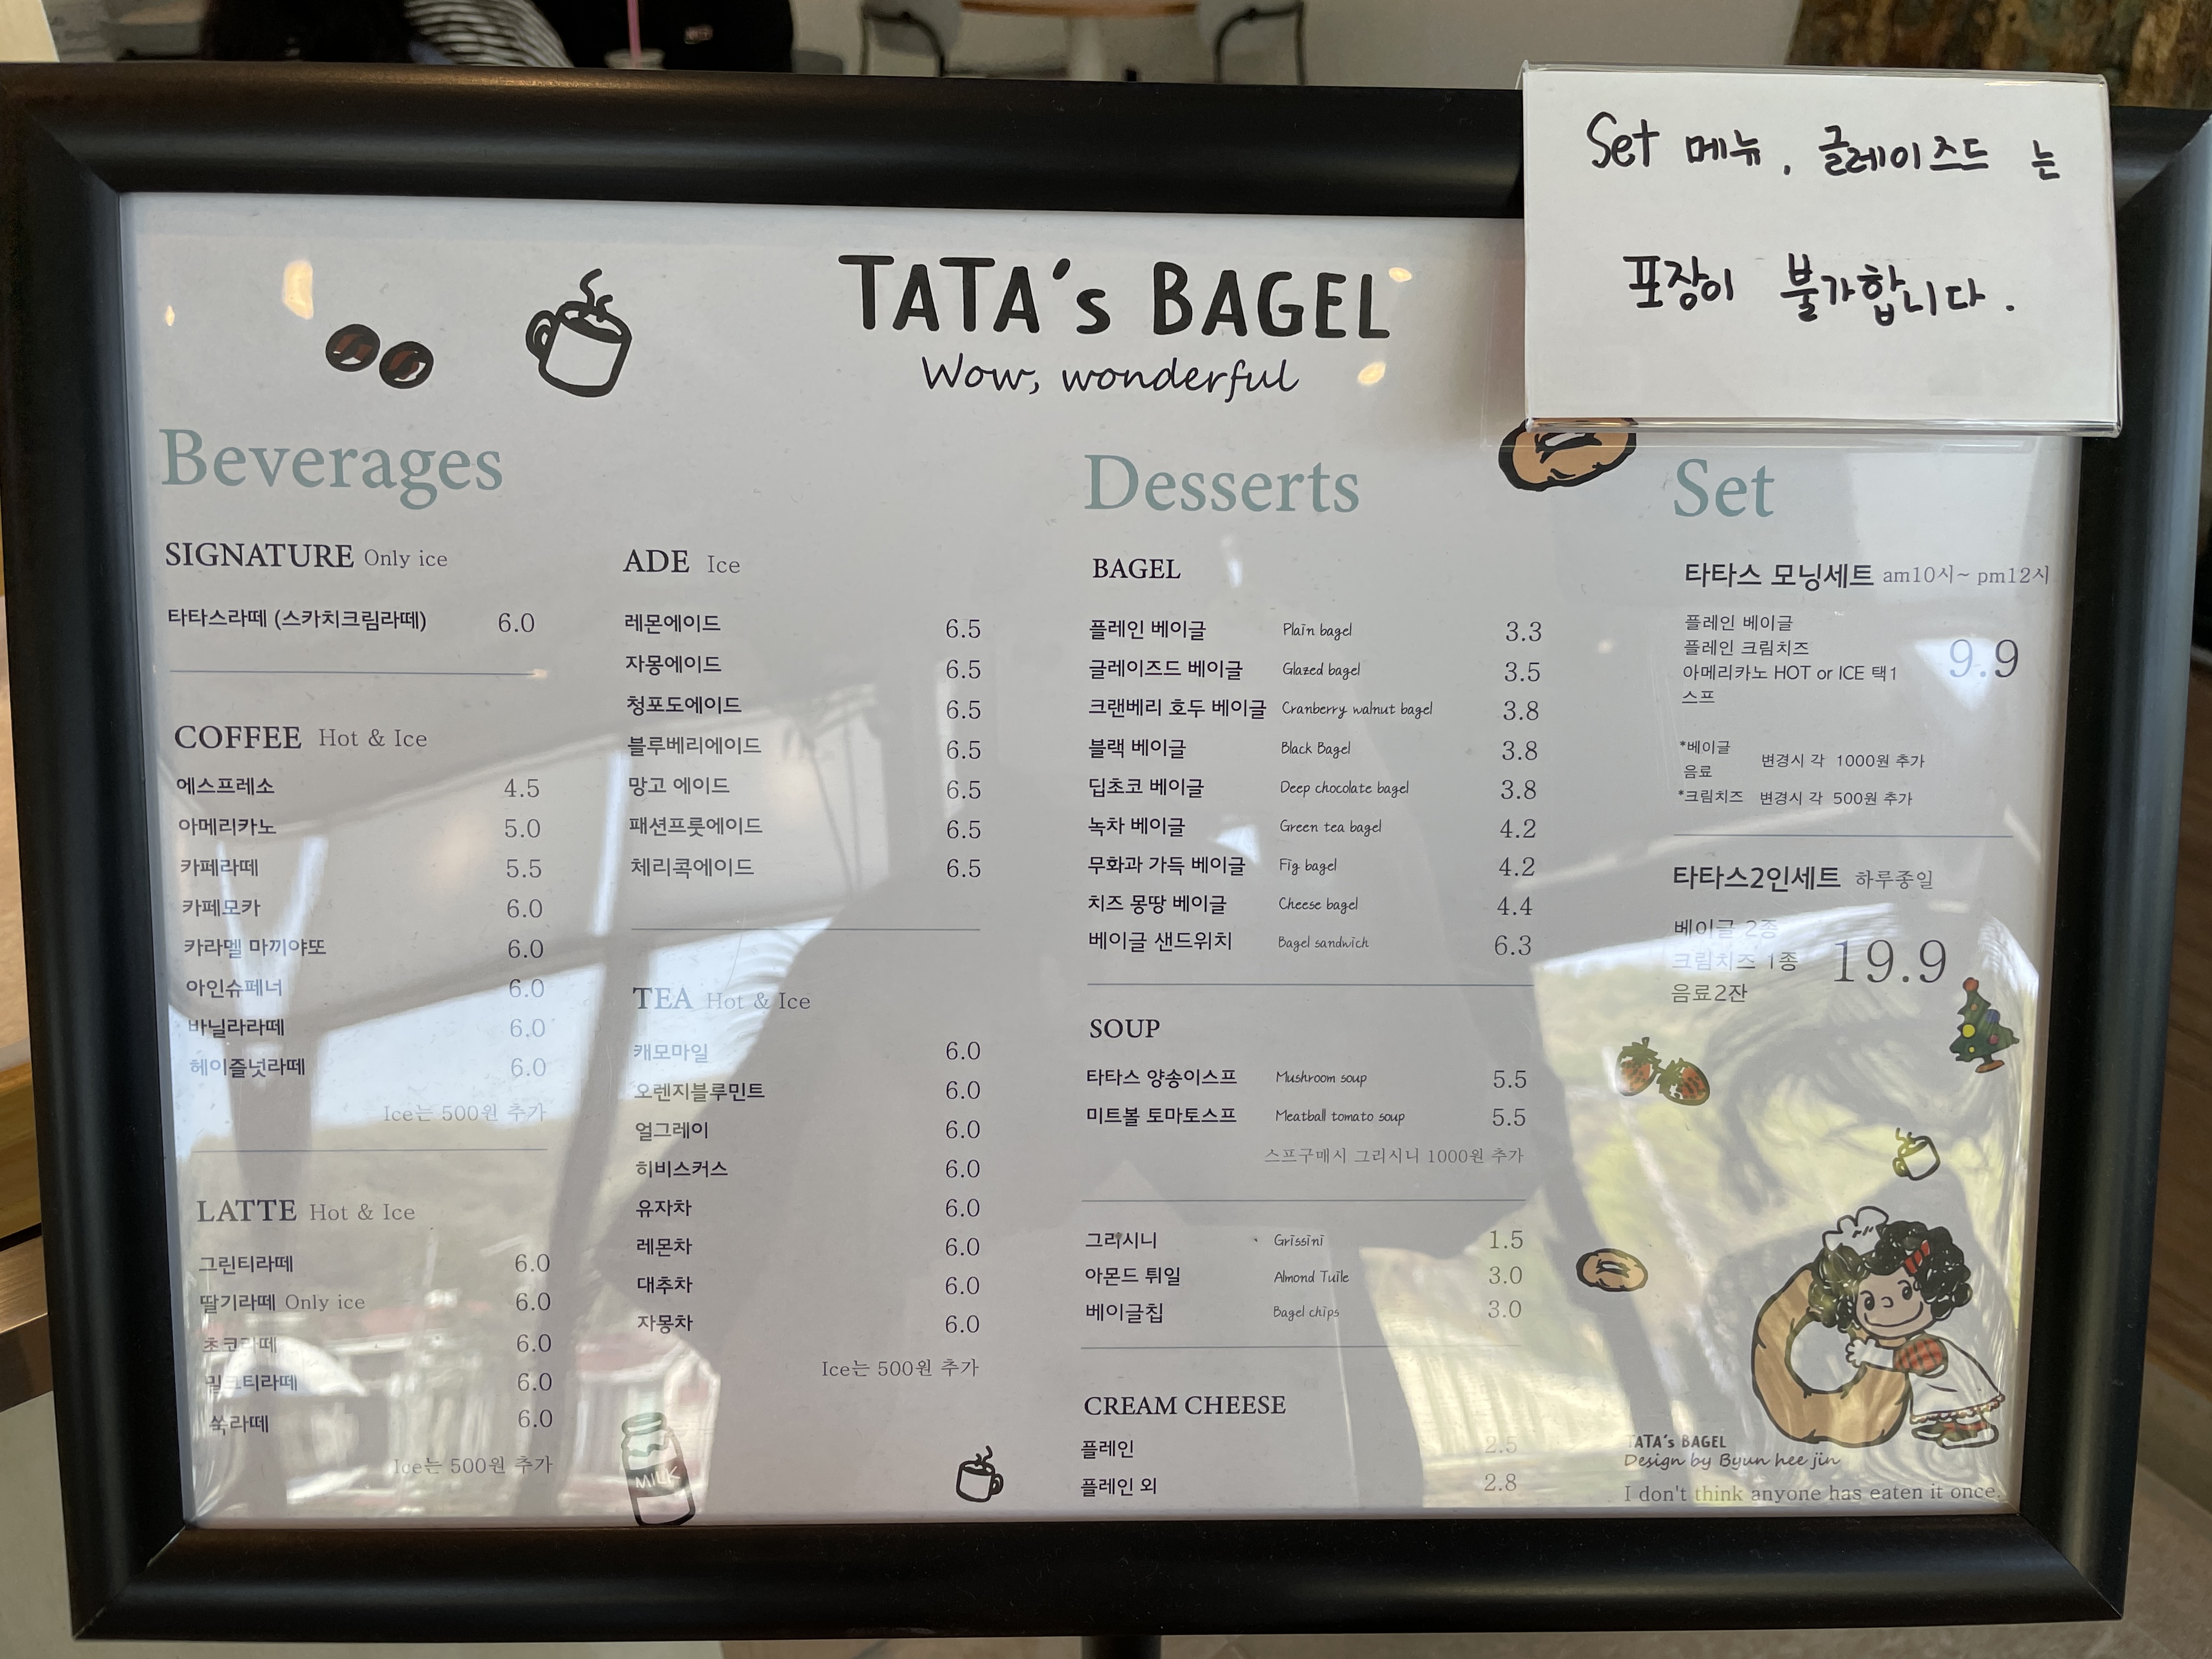 Set 메뉴, 글레이즈드 는
포장이 불가합니다.
TATA's BAGEL
Wow, wonderful
Beverages
SIGNATURE Only ice
타타스라떼 (스카치크림라떼) 6.0
COFFEE Hot & Ice
에스프레소 4.5
아메리카노 5.0
카페라떼 5.5
카페모카 6.0
카라멜 마끼야또 6.0
아인슈페너 6.0
바닐라라떼 6.0
헤이즐넛라떼 6.0
Ice는 500원 추가
LATTE Hot & Ice
그린티라떼 6.0
딸기라떼 Only ice 6.0
초코라떼 6.0
밀크티라떼 6.0
쑥라떼 6.0
Ice는 500원 추가
ADE Ice
레몬에이드 6.5
자몽에이드 6.5
청포도에이드 6.5
블루베리에이드 6.5
망고 에이드 6.5
패션프룻에이드 6.5
체리콕에이드 6.5
TEA Hot & Ice
캐모마일 6.0
오렌지블루민트 6.0
얼그레이 6.0
히비스커스 6.0
유자차 6.0
레몬차 6.0
대추차 6.0
자몽차 6.0
Ice는 500원 추가
MILK
Desserts
BAGEL
플레인 베이글 Plain bagel 3.3
글레이즈드 베이글 Glazed bagel 3.5
크랜베리 호두 베이글 Cranberry walnut bagel 3.8
블랙 베이글 Black Bagel 3.8
딥초코 베이글 Deep chocolate bagel 3.8
녹차 베이글 Green tea bagel 4.2
무화과 가득 베이글 Fig bagel 4.2
치즈 몽땅 베이글 Cheese bagel 4.4
베이글 샌드위치 Bagel sandwich 6.3
SOUP
타타스 양송이스프 Mushroom soup 5.5
미트볼 토마토스프 Meatball tomato soup 5.5
스프구매시 그리시니 1000원 추가
그리시니 Grissini 1.5
아몬드 튀일 Almond Tuile 3.0
베이글칩 Bagel chips 3.0
CREAM CHEESE
플레인 2.5
플레인 외 2.8
Set
타타스 모닝세트 am10시~ pm12시
플레인 베이글
플레인 크림치즈
아메리카노 HOT or ICE 택1
스프
9.9
*베이글
음료 변경시 각 1000원 추가
*크림치즈 변경시 각 500원 추가
타타스2인세트 하루종일
베이글 2종
크림치즈 1종
음료2잔
19.9
TATA's BAGEL
Design by Byun hee jin
I don't think anyone has eaten it once.